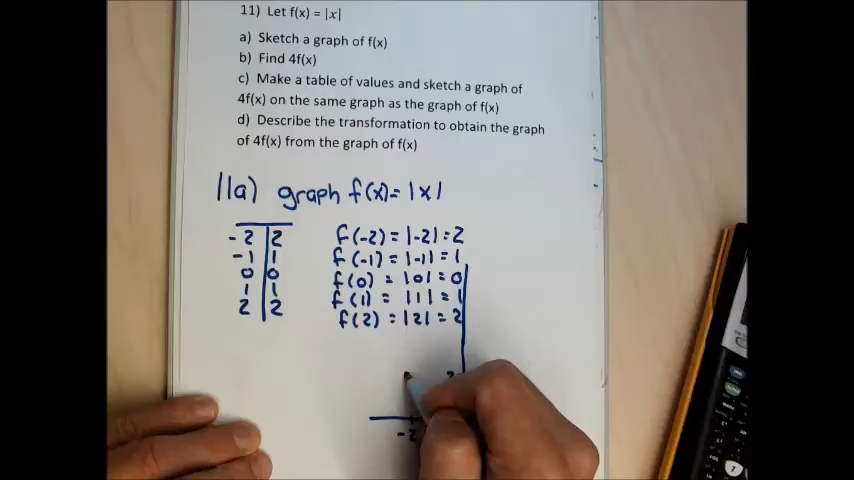 11) Let f(x) = |x|
a) Sketch a graph of f(x)
b) Find 4f(x)
c) Make a table of values and sketch a graph of
4f(x) on the same graph as the graph of f(x)
d) Describe the transformation to obtain the graph
of 4f(x) from the graph of f(x)
11a) graph f(x) = |x|
-2 | 2
-1 | 1
0 | 0
1 | 1
2 | 2
f(-2) = |-2| = 2
f(-1) = |-1| = 1
f(0) = |0| = 0
f(1) = |1| = 1
f(2) = |2| = 2
-2